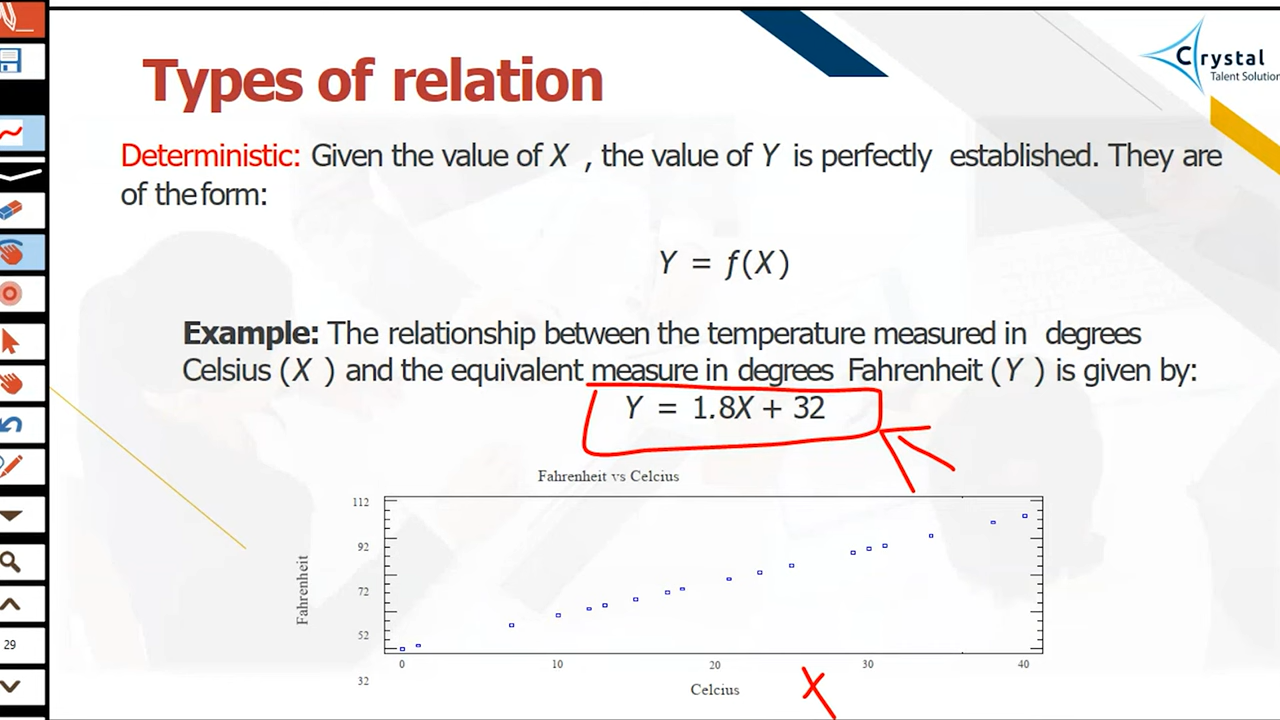 Types of relation
Crystal
Talent Solution
Deterministic: Given the value of X , the value of Y is perfectly established. They are
of the form:
Y = f(X)
Example: The relationship between the temperature measured in degrees
Celsius (X ) and the equivalent measure in degrees Fahrenheit (Y ) is given by:
Y = 1.8X + 32
Fahrenheit vs Celcius
112
92
72
52
32
Fahrenheit
0 10 20 30 40
Celcius
X
29